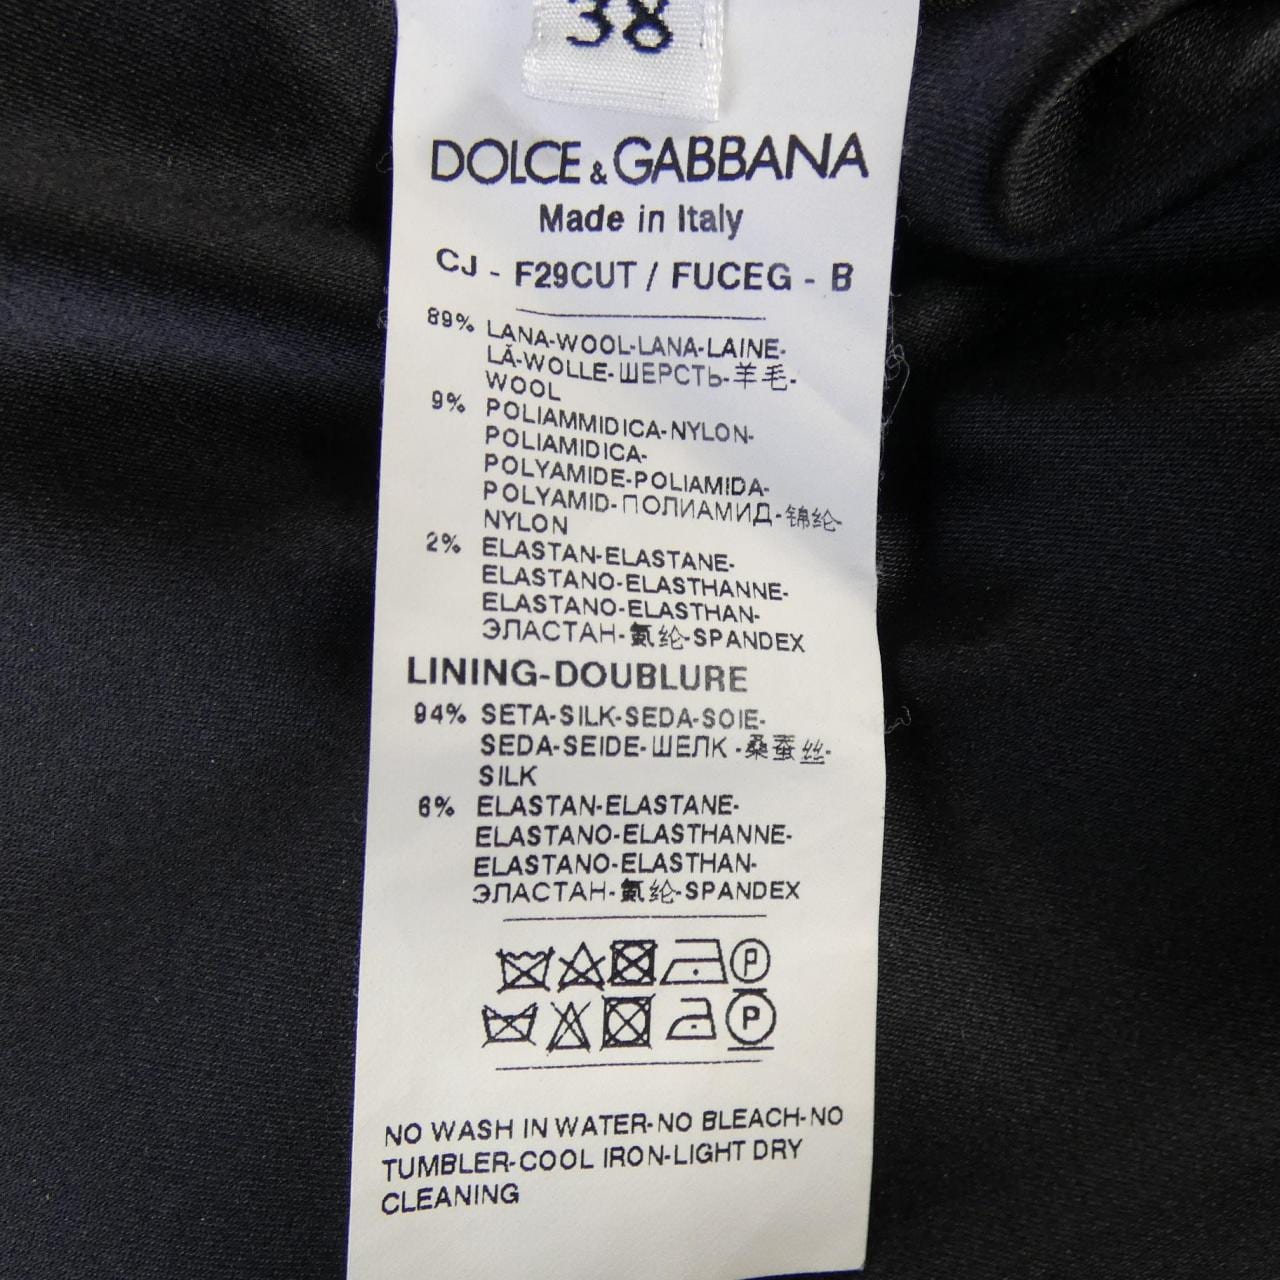 38
DOLCE & GABBANA
Made in Italy
CJ - F29CUT / FUCEG - B
89% LANA-WOOL-LANA-LAINE-
LÃ-WOLLE-ШЕРСТЬ-羊毛-
WOOL
9% POLIAMMIDICA-NYLON-
POLIAMIDICA-
POLYAMIDE-POLIAMIDA-
POLYAMID-ПОЛИАМИД-锦纶-
NYLON
2% ELASTAN-ELASTANE-
ELASTANO-ELASTHANNE-
ELASTANO-ELASTHAN-
ЭЛАСТАН-氨纶-SPANDEX
LINING-DOUBLURE
94% SETA-SILK-SEDA-SOIE-
SEDA-SEIDE-ШЕЛК-桑蚕丝-
SILK
6% ELASTAN-ELASTANE-
ELASTANO-ELASTHANNE-
ELASTANO-ELASTHAN-
ЭЛАСТАН-氨纶-SPANDEX
P
P
NO WASH IN WATER-NO BLEACH-NO
TUMBLER-COOL IRON-LIGHT DRY
CLEANING